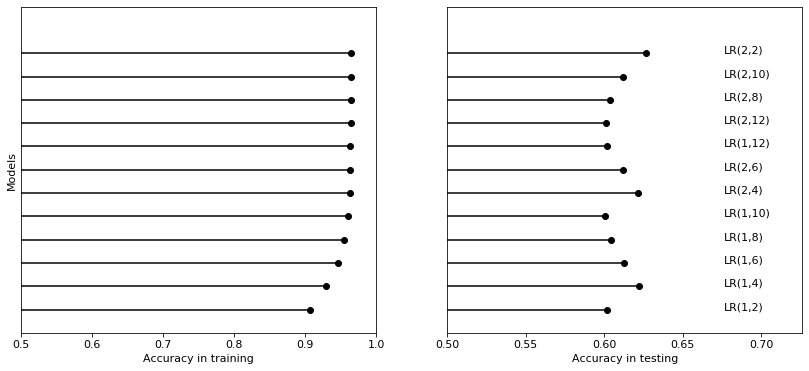 Models
0.5 0.6 0.7 0.8 0.9 1.0
Accuracy in training
LR(2,2)
LR(2,10)
LR(2,8)
LR(2,12)
LR(1,12)
LR(2,6)
LR(2,4)
LR(1,10)
LR(1,8)
LR(1,6)
LR(1,4)
LR(1,2)
0.50 0.55 0.60 0.65 0.70
Accuracy in testing